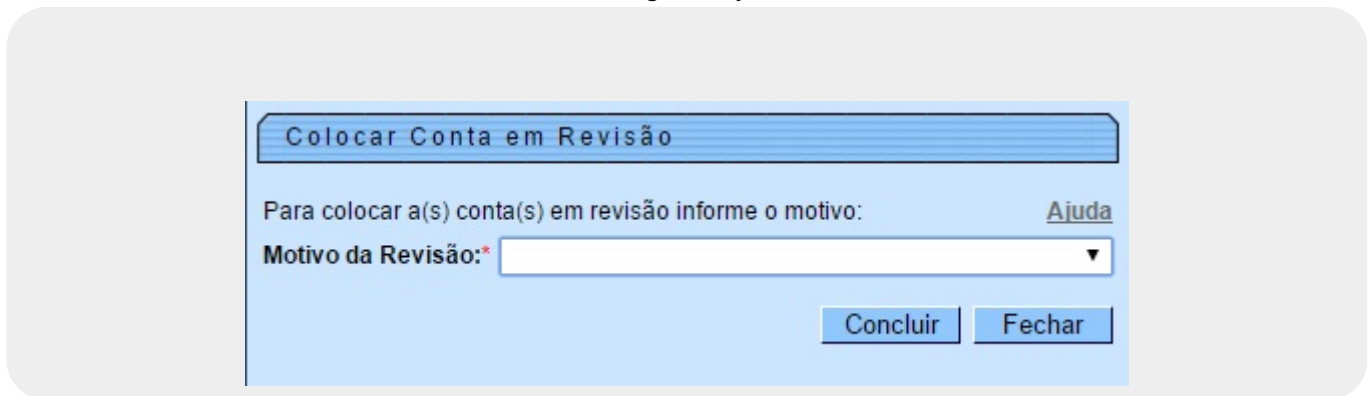 Colocar Conta em Revisão
Para colocar a(s) conta(s) em revisão informe o motivo: Ajuda
Motivo da Revisão:*
Concluir Fechar